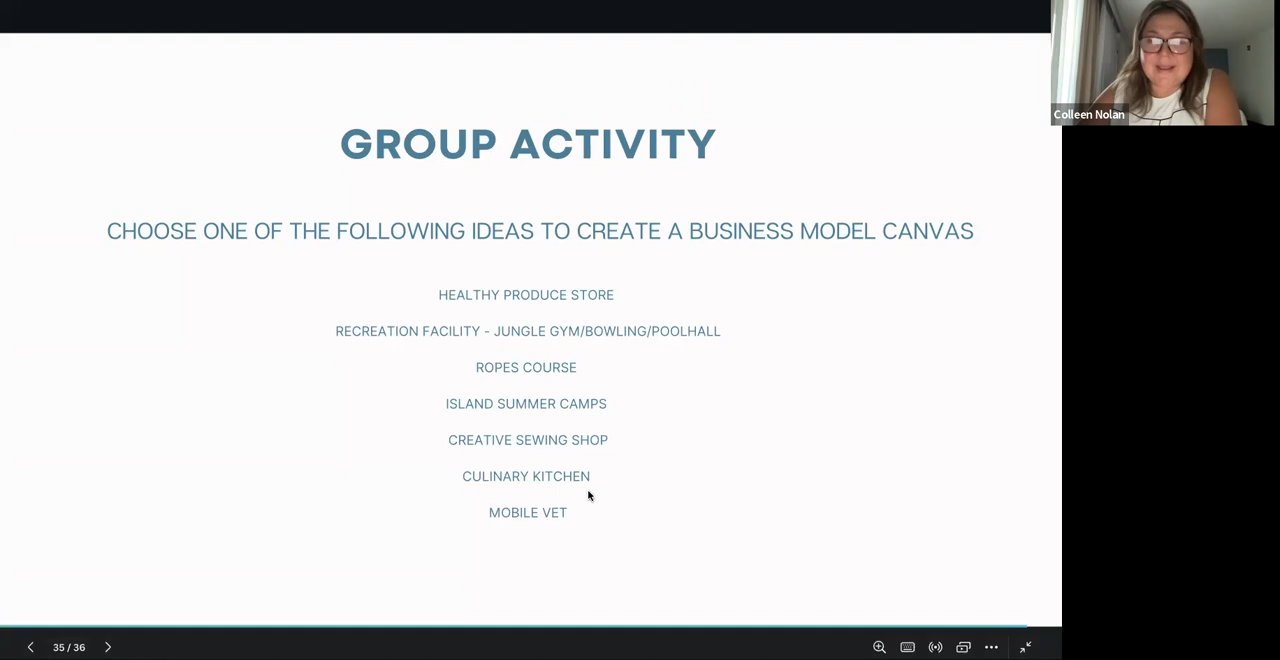 GROUP ACTIVITY
CHOOSE ONE OF THE FOLLOWING IDEAS TO CREATE A BUSINESS MODEL CANVAS
HEALTHY PRODUCE STORE
RECREATION FACILITY - JUNGLE GYM/BOWLING/POOLHALL
ROPES COURSE
ISLAND SUMMER CAMPS
CREATIVE SEWING SHOP
CULINARY KITCHEN
MOBILE VET
Colleen Nolan
35 / 36